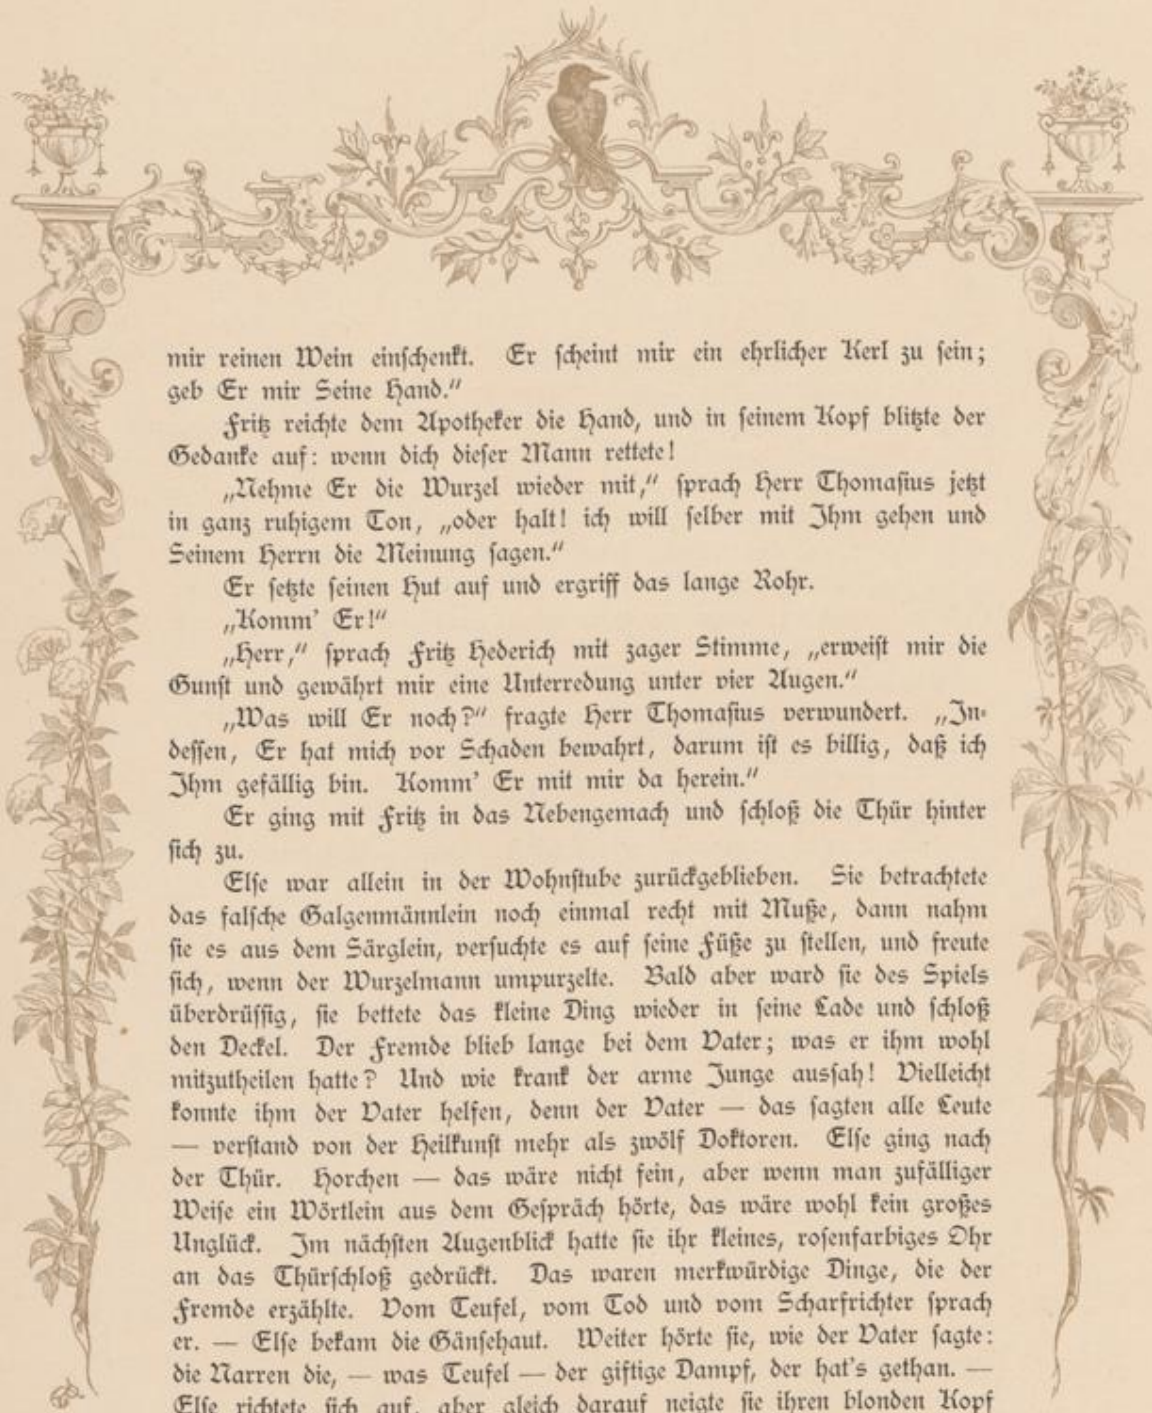 mir reinen Wein einſchenkt. Er ſcheint mir ein ehrlicher Kerl zu ſein;
geb Er mir Seine Hand.“
Fritz reichte dem Apotheker die Hand, und in ſeinem Kopf blitzte der
Gedanke auf: wenn dich dieſer Mann rettete!
„Nehme Er die Wurzel wieder mit,“ ſprach Herr Thomaſius jetzt
in ganz ruhigem Ton, „oder halt! ich will ſelber mit Ihm gehen und
Seinem Herrn die Meinung ſagen.“
Er ſetzte ſeinen Hut auf und ergriff das lange Rohr.
„Komm’ Er!“
„Herr,“ ſprach Fritz Hederich mit zager Stimme, „erweiſt mir die
Gunſt und gewährt mir eine Unterredung unter vier Augen.“
„Was will Er noch?“ fragte Herr Thomaſius verwundert. „In-
deſſen, Er hat mich vor Schaden bewahrt, darum iſt es billig, daß ich
Ihm gefällig bin. Komm’ Er mit mir da herein.“
Er ging mit Fritz in das Nebengemach und ſchloß die Thür hinter
ſich zu.
Elſe war allein in der Wohnſtube zurückgeblieben. Sie betrachtete
das falſche Galgenmännlein noch einmal recht mit Muße, dann nahm
ſie es aus dem Särglein, verſuchte es auf ſeine Füße zu ſtellen, und freute
ſich, wenn der Wurzelmann umpurzelte. Bald aber ward ſie des Spiels
überdrüſſig, ſie bettete das kleine Ding wieder in ſeine Lade und ſchloß
den Deckel. Der Fremde blieb lange bei dem Vater; was er ihm wohl
mitzutheilen hatte? Und wie krank der arme Junge ausſah! Vielleicht
konnte ihm der Vater helfen, denn der Vater — das ſagten alle Leute
— verſtand von der Heilkunſt mehr als zwölf Doktoren. Elſe ging nach
der Thür. Horchen — das wäre nicht fein, aber wenn man zufälliger
Weiſe ein Wörtlein aus dem Geſpräch hörte, das wäre wohl kein großes
Unglück. Im nächſten Augenblick hatte ſie ihr kleines, roſenfarbiges Ohr
an das Thürſchloß gedrückt. Das waren merkwürdige Dinge, die der
Fremde erzählte. Vom Teufel, vom Tod und vom Scharfrichter ſprach
er. — Elſe bekam die Gänſehaut. Weiter hörte ſie, wie der Vater ſagte:
die Narren die, — was Teufel — der giftige Dampf, der hat’s gethan. —
Elſe richtete ſich auf, aber gleich darauf neigte ſie ihren blonden Kopf